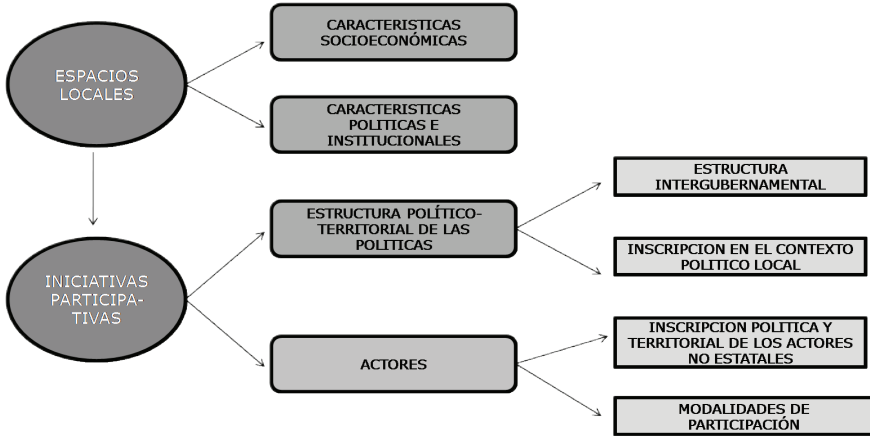 ESPACIOS
LOCALES
CARACTERISTICAS
SOCIOECONÓMICAS
CARACTERISTICAS
POLITICAS E
INSTITUCIONALES
INICIATIVAS
PARTICIPA-
TIVAS
ESTRUCTURA POLÍTICO-
TERRITORIAL DE LAS
POLITICAS
ESTRUCTURA
INTERGUBERNAMENTAL
INSCRIPCION EN EL CONTEXTO
POLITICO LOCAL
ACTORES
INSCRIPCION POLITICA Y
TERRITORIAL DE LOS ACTORES
NO ESTATALES
MODALIDADES DE
PARTICIPACIÓN